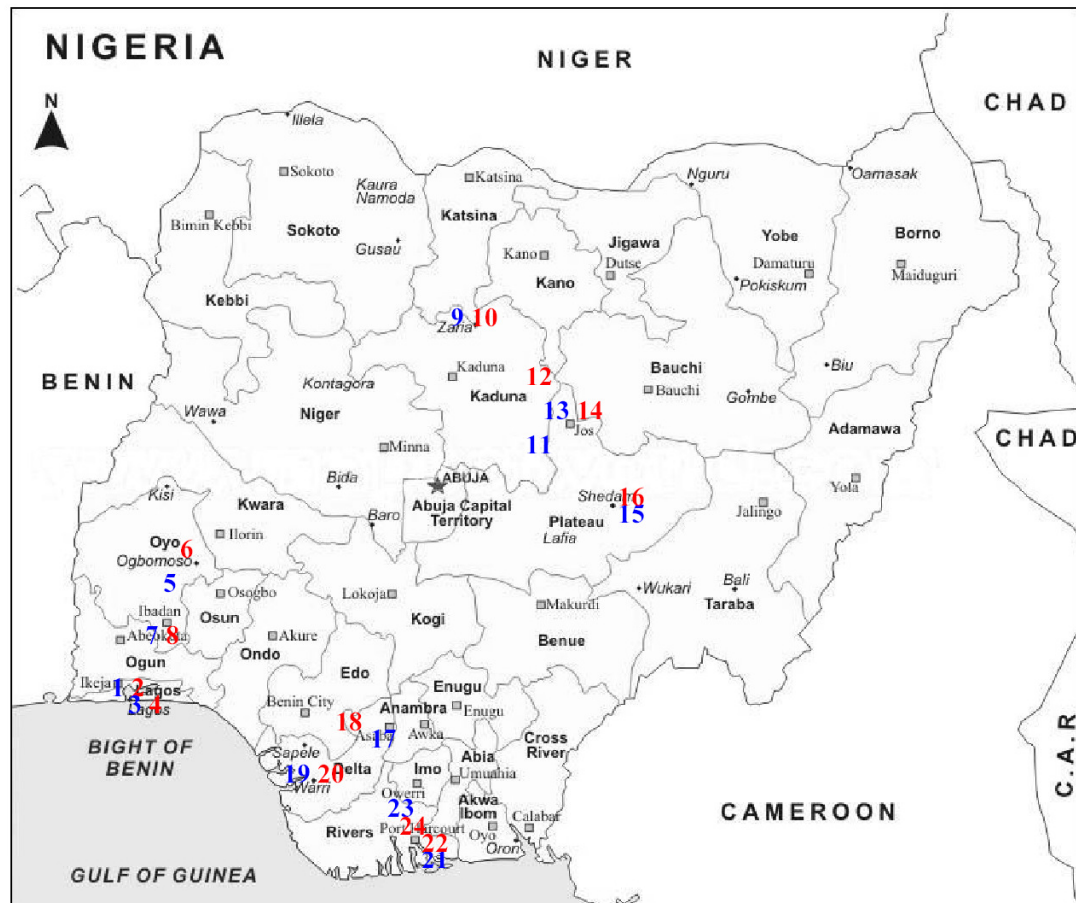 NIGERIA
NIGER
CHAD
N
Illela
Sokoto
Kaura
Namoda
Katsina
Nguru
Damasak
Katsina
Bimin Kebbi
Sokoto
Gusau
Kano
Jigawa
Dutse
Yobe
Damaturu
Borno
Maiduguri
Kano
Pokiskum
Kebbi
9 10
Zaria
BENIN
Kaduna
12
Bauchi
Biu
Kontagora
Kaduna
Bauchi
Gombe
Niger
13 14
Wawa
Jos
Adamawa
CHAD
Minna
11
Bida
ABUJA
Kisi
Abuja Capital
Territory
Shedam
16
15
Yola
Jalingo
Kwara
Baro
Plateau
Ilorin
Lafia
Oyo
6
Ogbomoso
5
Osogbo
Lokoja
Wukari
Bali
Ibadan
Osun
Kogi
Makurdi
Taraba
7 8
Abeokuta
Akure
Benue
Ogun
Ondo
Edo
Ikeja
1 2
Lagos
Enugu
3 4
Lagos
Benin City
Anambra
Enugu
18
Asaba
17
Awka
Cross
River
BIGHT OF
BENIN
Sapele
Abia
19 20
Delta
Imo
Umuahia
Warri
Owerri
Akwa
Ibom
C.A.R
23
Rivers
24
Port Harcourt
Oyo
Calabar
CAMEROON
22
Oron
21
GULF OF GUINEA